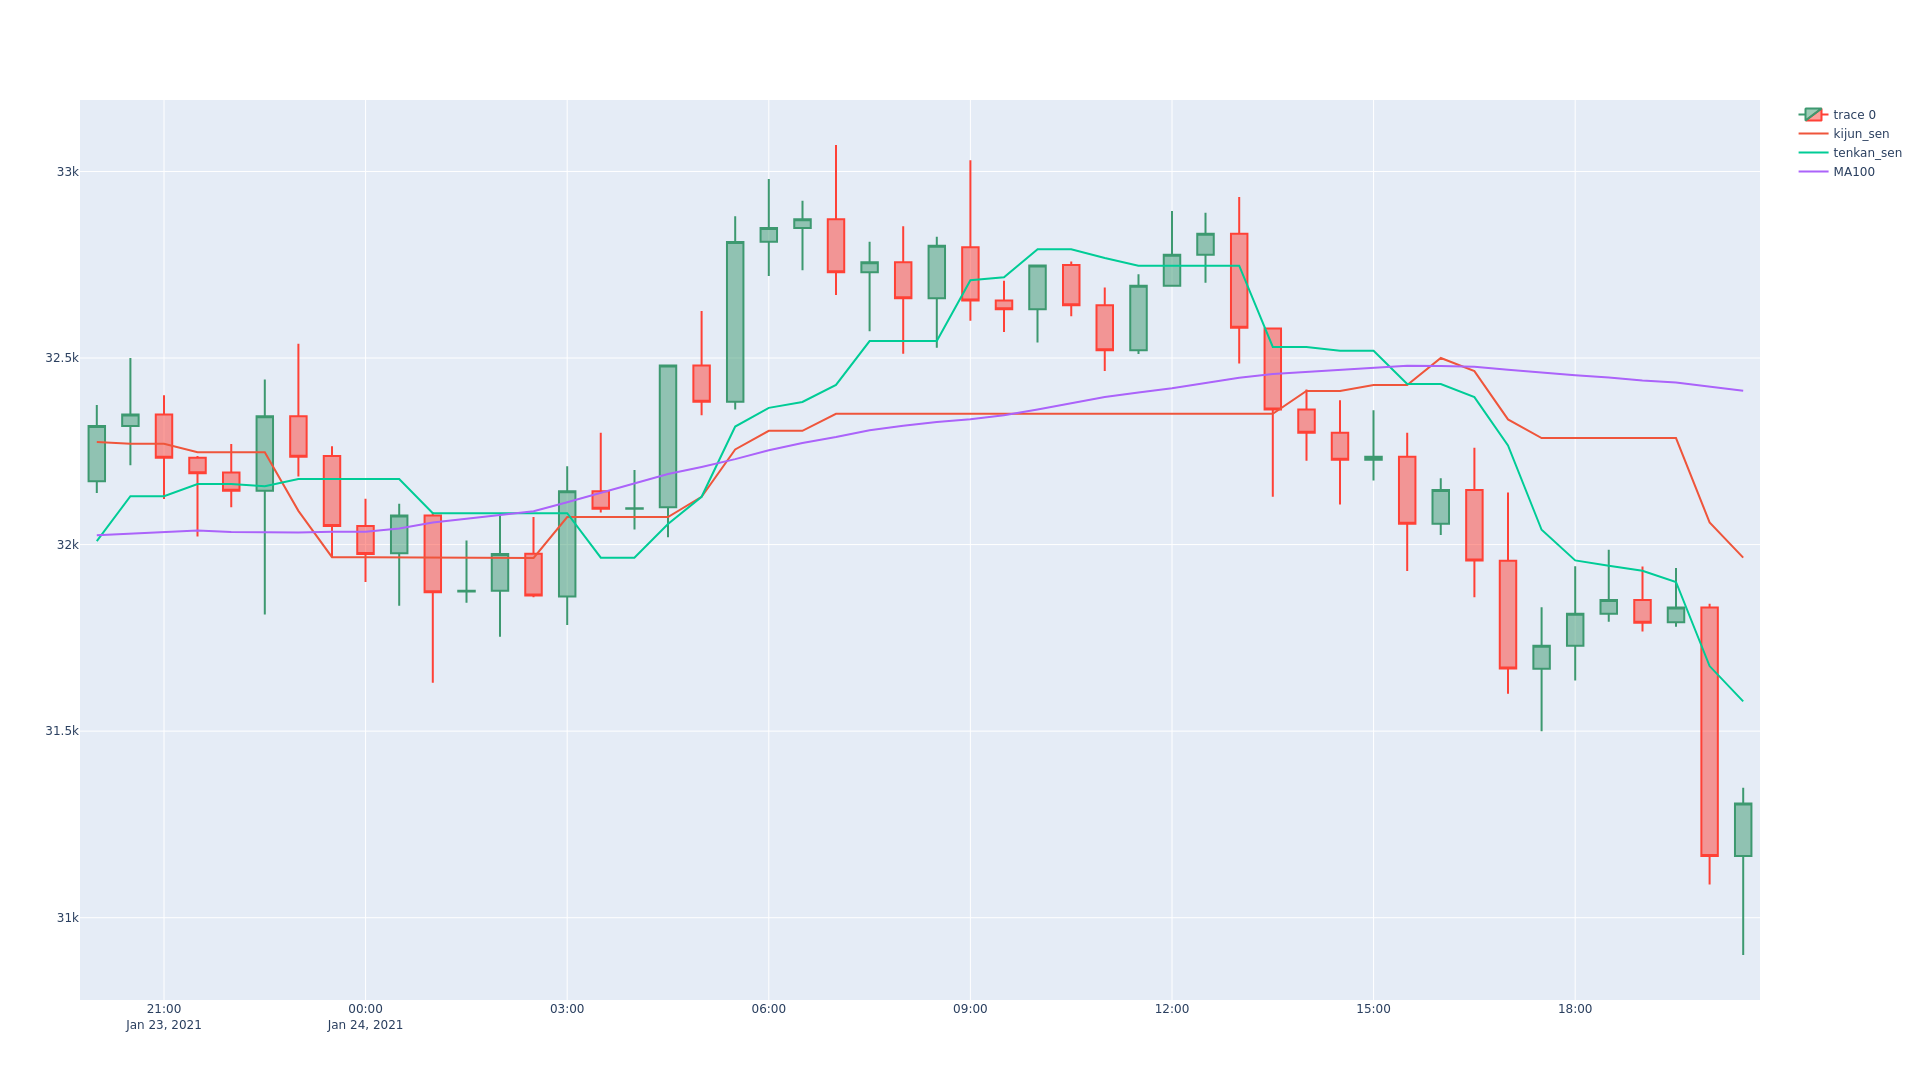 33k
32.5k
32k
31.5k
31k
21:00
Jan 23, 2021
00:00
Jan 24, 2021
03:00
06:00
09:00
12:00
15:00
18:00
trace 0
kijun_sen
tenkan_sen
MA100